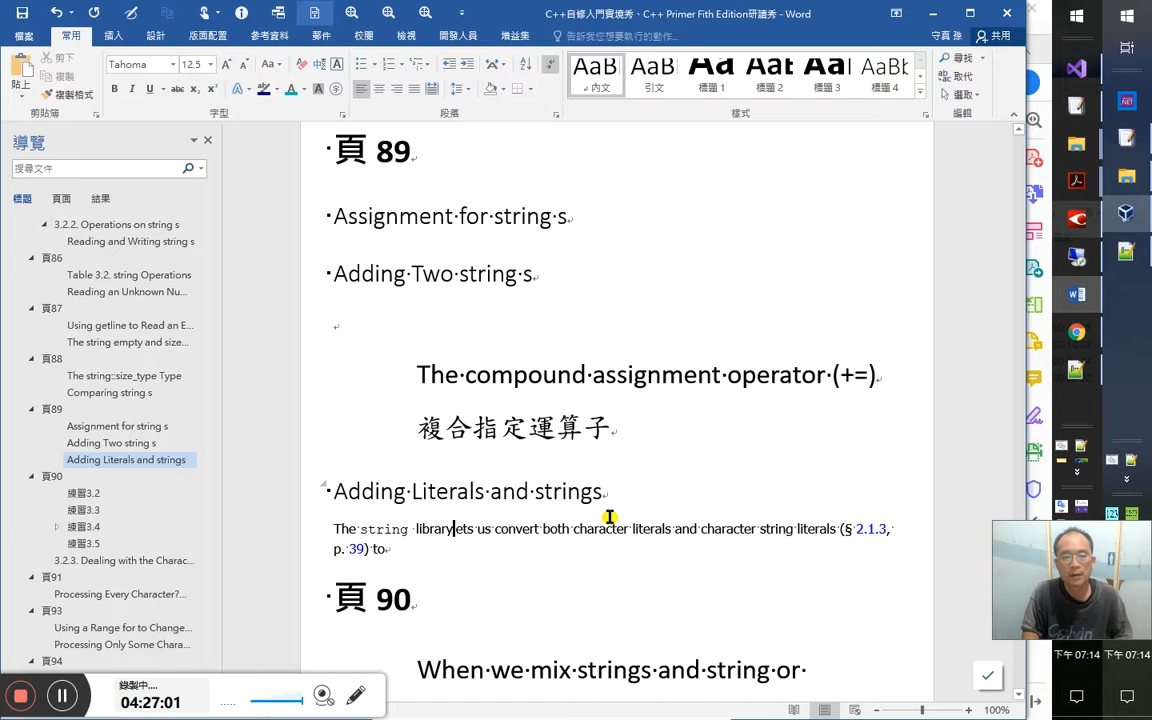 C++自修入門實境秀、C++ Primer Fith Edition研讀秀 - Word
檔案 常用 插入 設計 版面配置 參考資料 郵件 校閱 檢視 開發人員 增益集 告訴我您想要執行的動作... 守真 孫 共用
貼上 剪下 複製 複製格式
Tahoma 12.5
AaB AaBb AaB AaB AaB AaBb
內文 引文 標題 1 標題 2 標題 3 標題 4
尋找 取代 選取
剪貼簿 字型 段落 樣式 編輯
導覽
搜尋文件
標題 頁面 結果
3.2.2. Operations on string s
Reading and Writing string s
頁86
Table 3.2. string Operations
Reading an Unknown Nu...
頁87
Using getline to Read an E...
The string empty and size...
頁88
The string::size_type Type
Comparing string s
頁89
Assignment for string s
Adding Two string s
Adding Literals and strings
頁90
練習3.2
練習3.3
練習3.4
練習3.5
3.2.3. Dealing with the Charac...
頁91
Processing Every Character?...
頁93
Using a Range for to Change...
Processing Only Some Chara...
頁94
頁 89
Assignment for string s
Adding Two string s
The compound assignment operator (+=)
複合指定運算子
Adding Literals and strings
The string library lets us convert both character literals and character string literals (§ 2.1.3,
p. 39) to
頁 90
When we mix strings and string or
錄製中....
04:27:01
100%
下午 07:14
下午 07:14